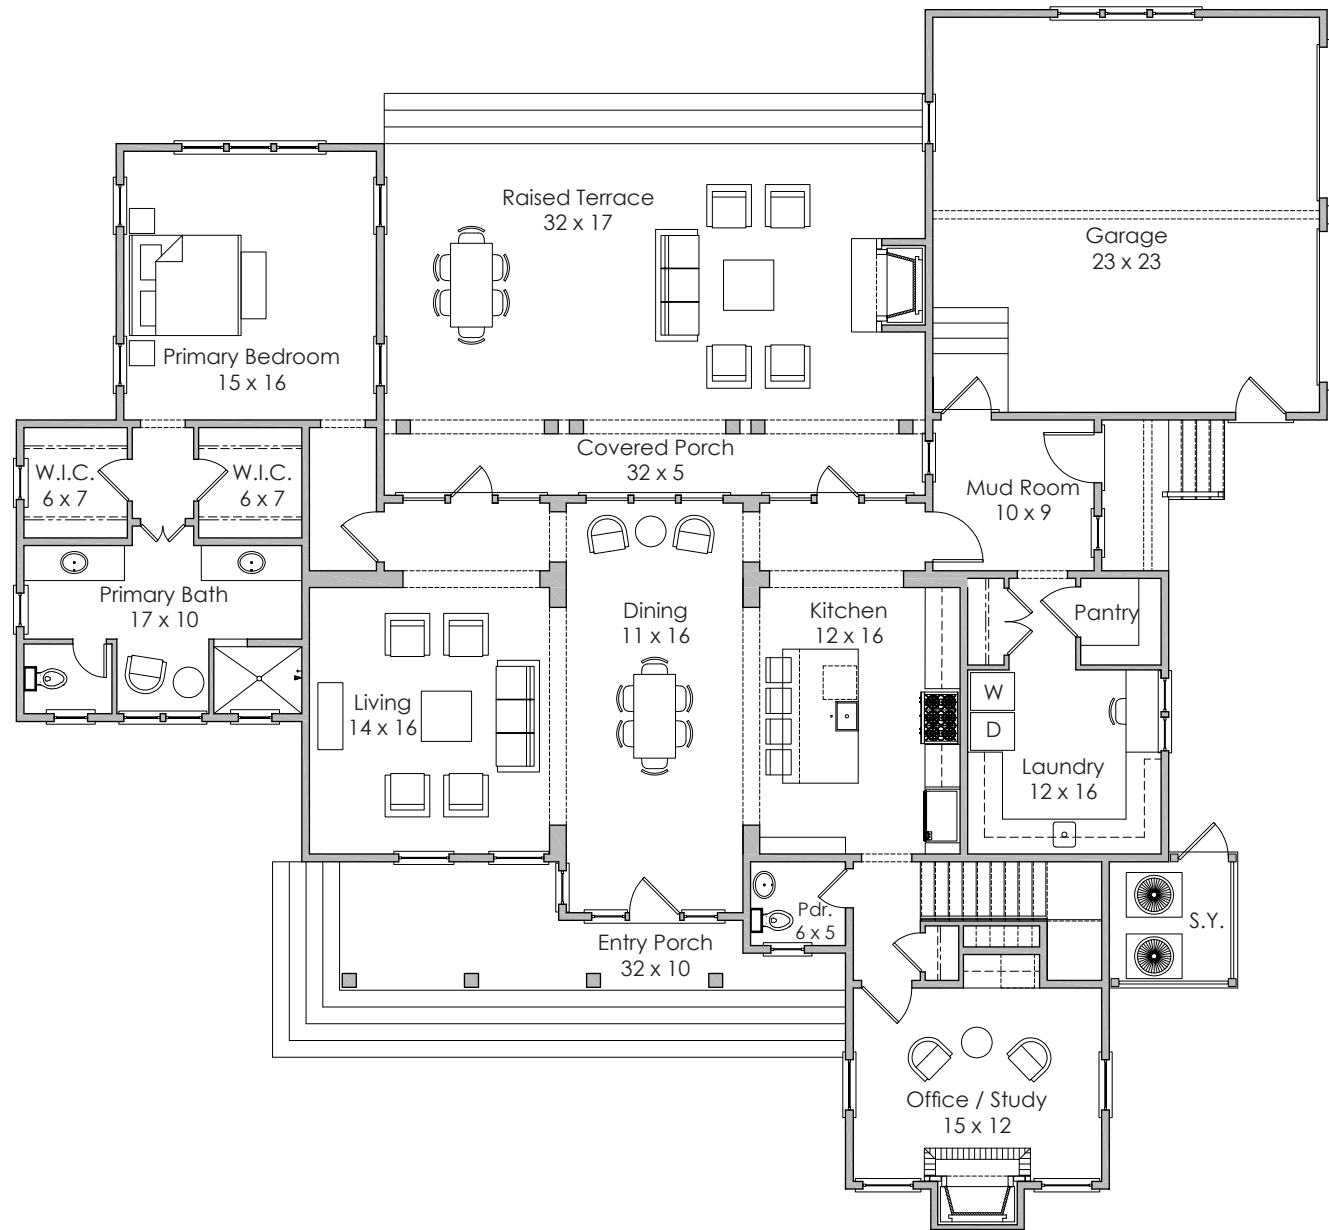 Raised Terrace
32 x 17
Garage
23 x 23
Primary Bedroom
15 x 16
Covered Porch
32 x 5
W.I.C.
6 x 7
W.I.C.
6 x 7
Mud Room
10 x 9
Primary Bath
17 x 10
Dining
11 x 16
Kitchen
12 x 16
Pantry
Living
14 x 16
W
D
Laundry
12 x 16
Pdr.
6 x 5
S.Y.
Entry Porch
32 x 10
Office / Study
15 x 12